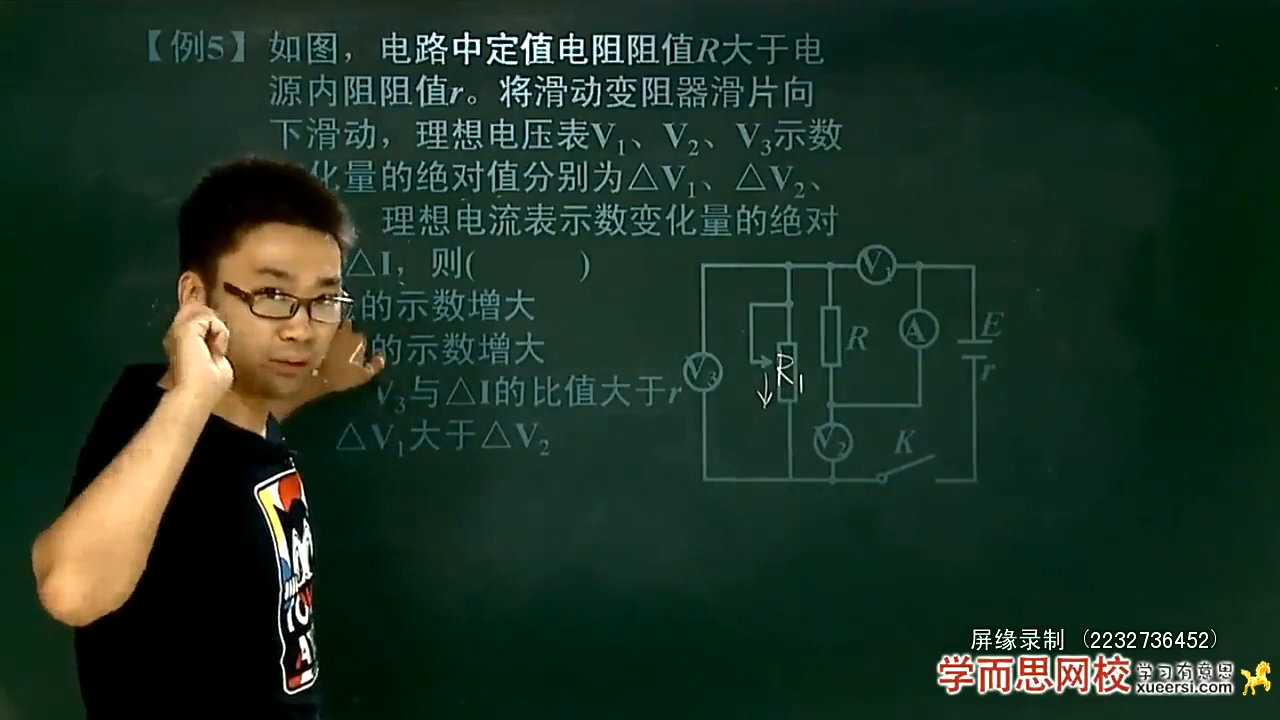 【例5】如图，电路中定值电阻阻值R大于电
源内阻阻值r。将滑动变阻器滑片向
下滑动，理想电压表V₁、V₂、V₃示数
化量的绝对值分别为△V₁、△V₂、
理想电流表示数变化量的绝对
△I，则( )
的示数增大
的示数增大
V₃与△I的比值大于r
△V₁大于△V₂
V₁
V₃
R₁
R
A
E
r
V₂
K
屏缘录制 (2232736452)
学而思网校 学习有意思
xueersi.com